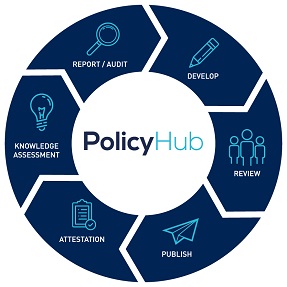 REPORT / AUDIT
DEVELOP
KNOWLEDGE
ASSESSMENT
PolicyHub
REVIEW
ATTESTATION
PUBLISH